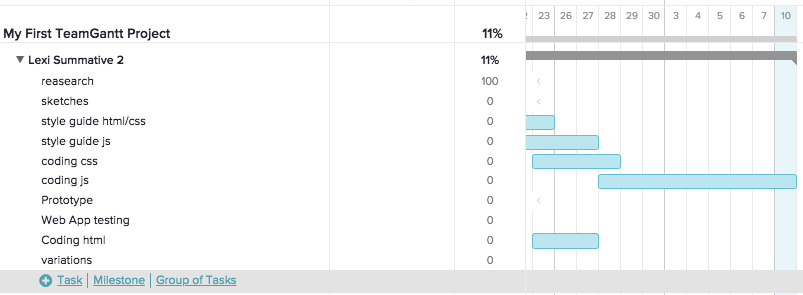 23 26 27 28 29 30 3 4 5 6 7 10
My First TeamGantt Project 11%
Lexi Summative 2 11%
reasearch 100
sketches 0
style guide html/css 0
style guide js 0
coding css 0
coding js 0
Prototype 0
Web App testing 0
Coding html 0
variations 0
Task Milestone Group of Tasks